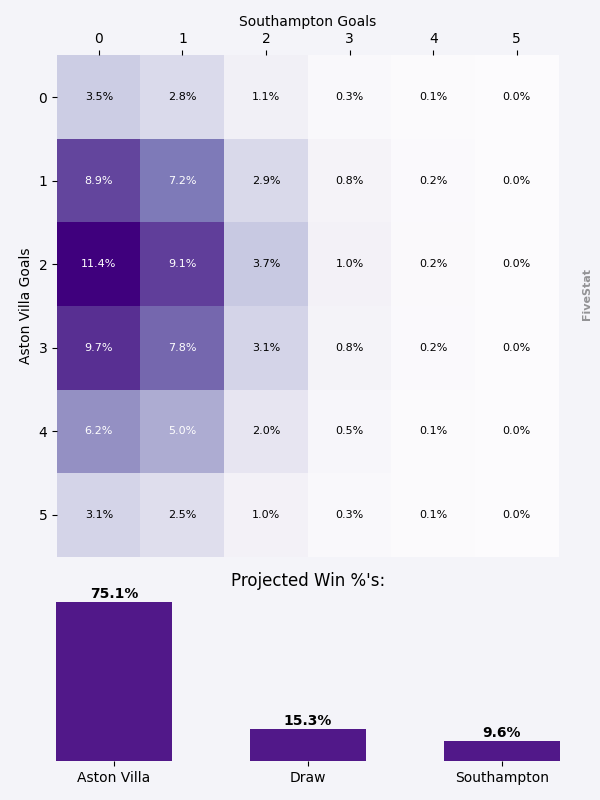 Southampton Goals
0 1 2 3 4 5
0 3.5% 2.8% 1.1% 0.3% 0.1% 0.0%
1 8.9% 7.2% 2.9% 0.8% 0.2% 0.0%
2 11.4% 9.1% 3.7% 1.0% 0.2% 0.0%
3 9.7% 7.8% 3.1% 0.8% 0.2% 0.0%
4 6.2% 5.0% 2.0% 0.5% 0.1% 0.0%
5 3.1% 2.5% 1.0% 0.3% 0.1% 0.0%
Aston Villa Goals
FiveStat
Projected Win %'s:
75.1% 15.3% 9.6%
Aston Villa Draw Southampton